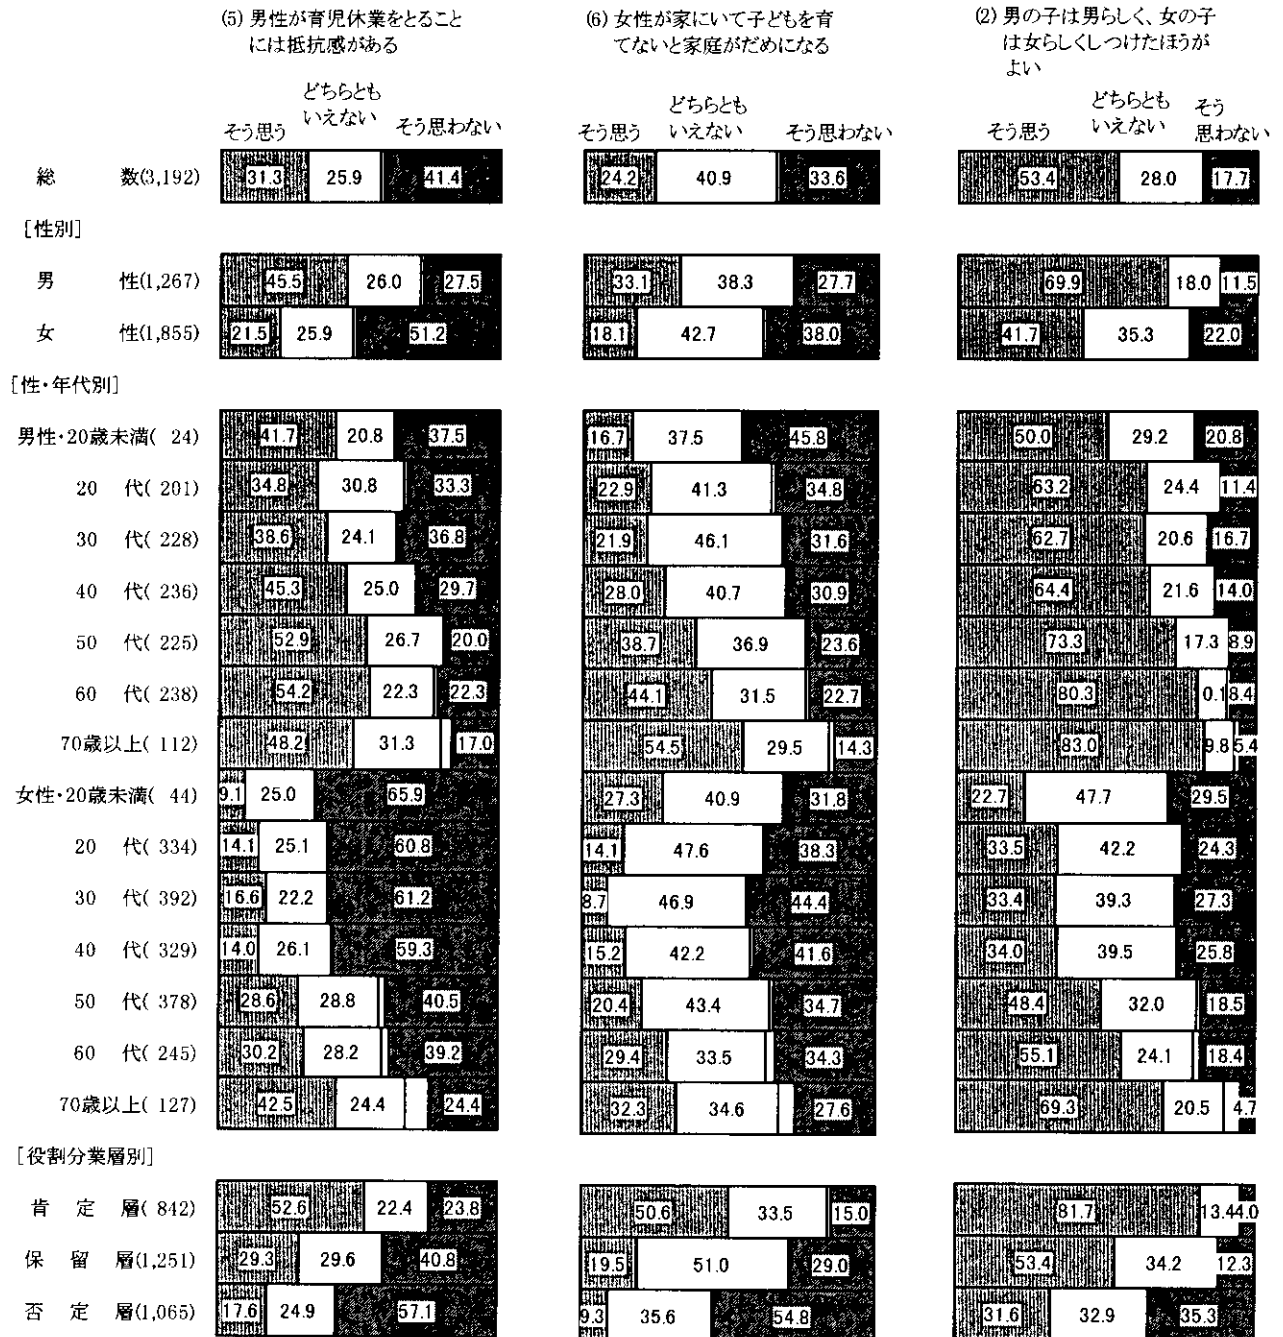 (5) 男性が育児休業をとること
には抵抗感がある
(6) 女性が家にいて子どもを育
てないと家庭がだめになる
(2) 男の子は男らしく、女の子
は女らしくしつけたほうが
よい
そう思う どちらとも いえない そう思わない
そう思う どちらとも いえない そう思わない
そう思う どちらとも いえない そう 思わない
総 数(3,192) 31.3 25.9 41.4 24.2 40.9 33.6 53.4 28.0 17.7
[性別]
男 性(1,267) 45.5 26.0 27.5 33.1 38.3 27.7 69.9 18.0 11.5
女 性(1,855) 21.5 25.9 51.2 18.1 42.7 38.0 41.7 35.3 22.0
[性・年代別]
男性・20歳未満( 24) 41.7 20.8 37.5 16.7 37.5 45.8 50.0 29.2 20.8
20 代( 201) 34.8 30.8 33.3 22.9 41.3 34.8 63.2 24.4 11.4
30 代( 228) 38.6 24.1 36.8 21.9 46.1 31.6 62.7 20.6 16.7
40 代( 236) 45.3 25.0 29.7 28.0 40.7 30.9 64.4 21.6 14.0
50 代( 225) 52.9 26.7 20.0 38.7 36.9 23.6 73.3 17.3 8.9
60 代( 238) 54.2 22.3 22.3 44.1 31.5 22.7 80.3 0.1 8.4
70歳以上( 112) 48.2 31.3 17.0 54.5 29.5 14.3 83.0 9.8 5.4
女性・20歳未満( 44) 9.1 25.0 65.9 27.3 40.9 31.8 22.7 47.7 29.5
20 代( 334) 14.1 25.1 60.8 14.1 47.6 38.3 33.5 42.2 24.3
30 代( 392) 16.6 22.2 61.2 8.7 46.9 44.4 33.4 39.3 27.3
40 代( 329) 14.0 26.1 59.3 15.2 42.2 41.6 34.0 39.5 25.8
50 代( 378) 28.6 28.8 40.5 20.4 43.4 34.7 48.4 32.0 18.5
60 代( 245) 30.2 28.2 39.2 29.4 33.5 34.3 55.1 24.1 18.4
70歳以上( 127) 42.5 24.4 24.4 32.3 34.6 27.6 69.3 20.5 4.7
[役割分業層別]
肯 定 層( 842) 52.6 22.4 23.8 50.6 33.5 15.0 81.7 13.4 4.0
保 留 層(1,251) 29.3 29.6 40.8 19.5 51.0 29.0 53.4 34.2 12.3
否 定 層(1,065) 17.6 24.9 57.1 9.3 35.6 54.8 31.6 32.9 35.3